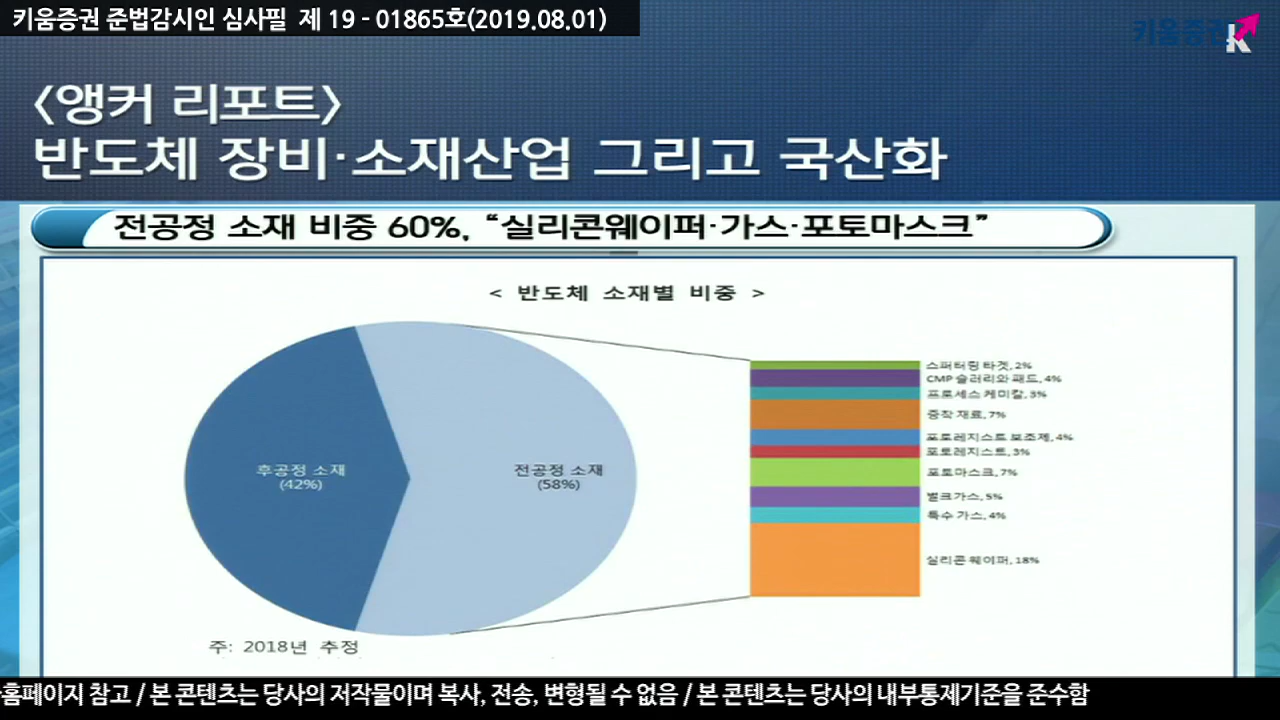 키움증권 준법감시인 심사필 제 19 - 01865호(2019.08.01)
키움증권
K
<앵커 리포트>
반도체 장비·소재산업 그리고 국산화
전공정 소재 비중 60%, “실리콘웨이퍼·가스·포토마스크”
< 반도체 소재별 비중 >
후공정 소재
(42%)
전공정 소재
(58%)
스퍼터링 타겟, 2%
CMP 슬러리와 패드, 4%
프로세스 케미칼, 3%
증착 재료, 7%
포토레지스트 보조제, 4%
포토레지스트, 3%
포토마스크, 7%
벌크가스, 5%
특수 가스, 4%
실리콘 웨이퍼, 18%
주: 2018년 추정
홈페이지 참고 / 본 콘텐츠는 당사의 저작물이며 복사, 전송, 변형될 수 없음 / 본 콘텐츠는 당사의 내부통제기준을 준수함